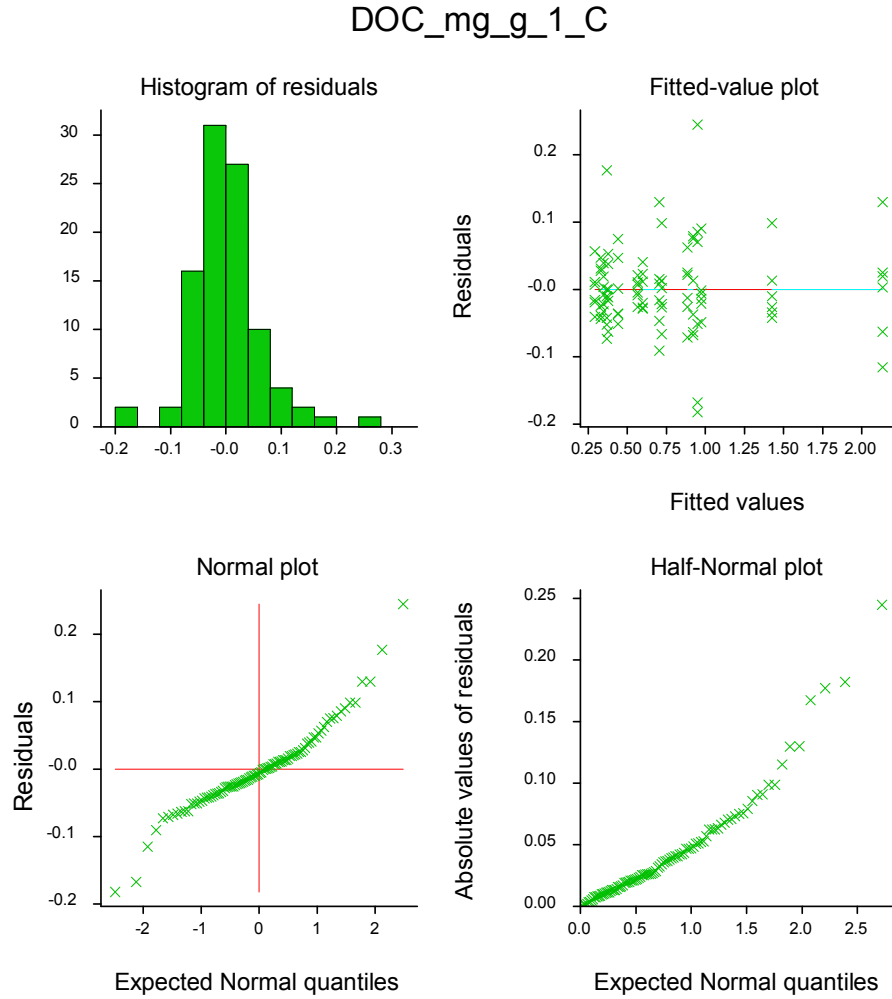 DOC_mg_g_1_C
Histogram of residuals
30
25
20
15
10
5
0
-0.2 -0.1 -0.0 0.1 0.2 0.3
Fitted-value plot
Residuals
0.2
0.1
-0.0
-0.1
-0.2
0.25 0.50 0.75 1.00 1.25 1.50 1.75 2.00
Fitted values
Normal plot
Residuals
0.2
0.1
-0.0
-0.1
-0.2
-2 -1 0 1 2
Expected Normal quantiles
Half-Normal plot
Absolute values of residuals
0.25
0.20
0.15
0.10
0.05
0.00
0.0 0.5 1.0 1.5 2.0 2.5
Expected Normal quantiles